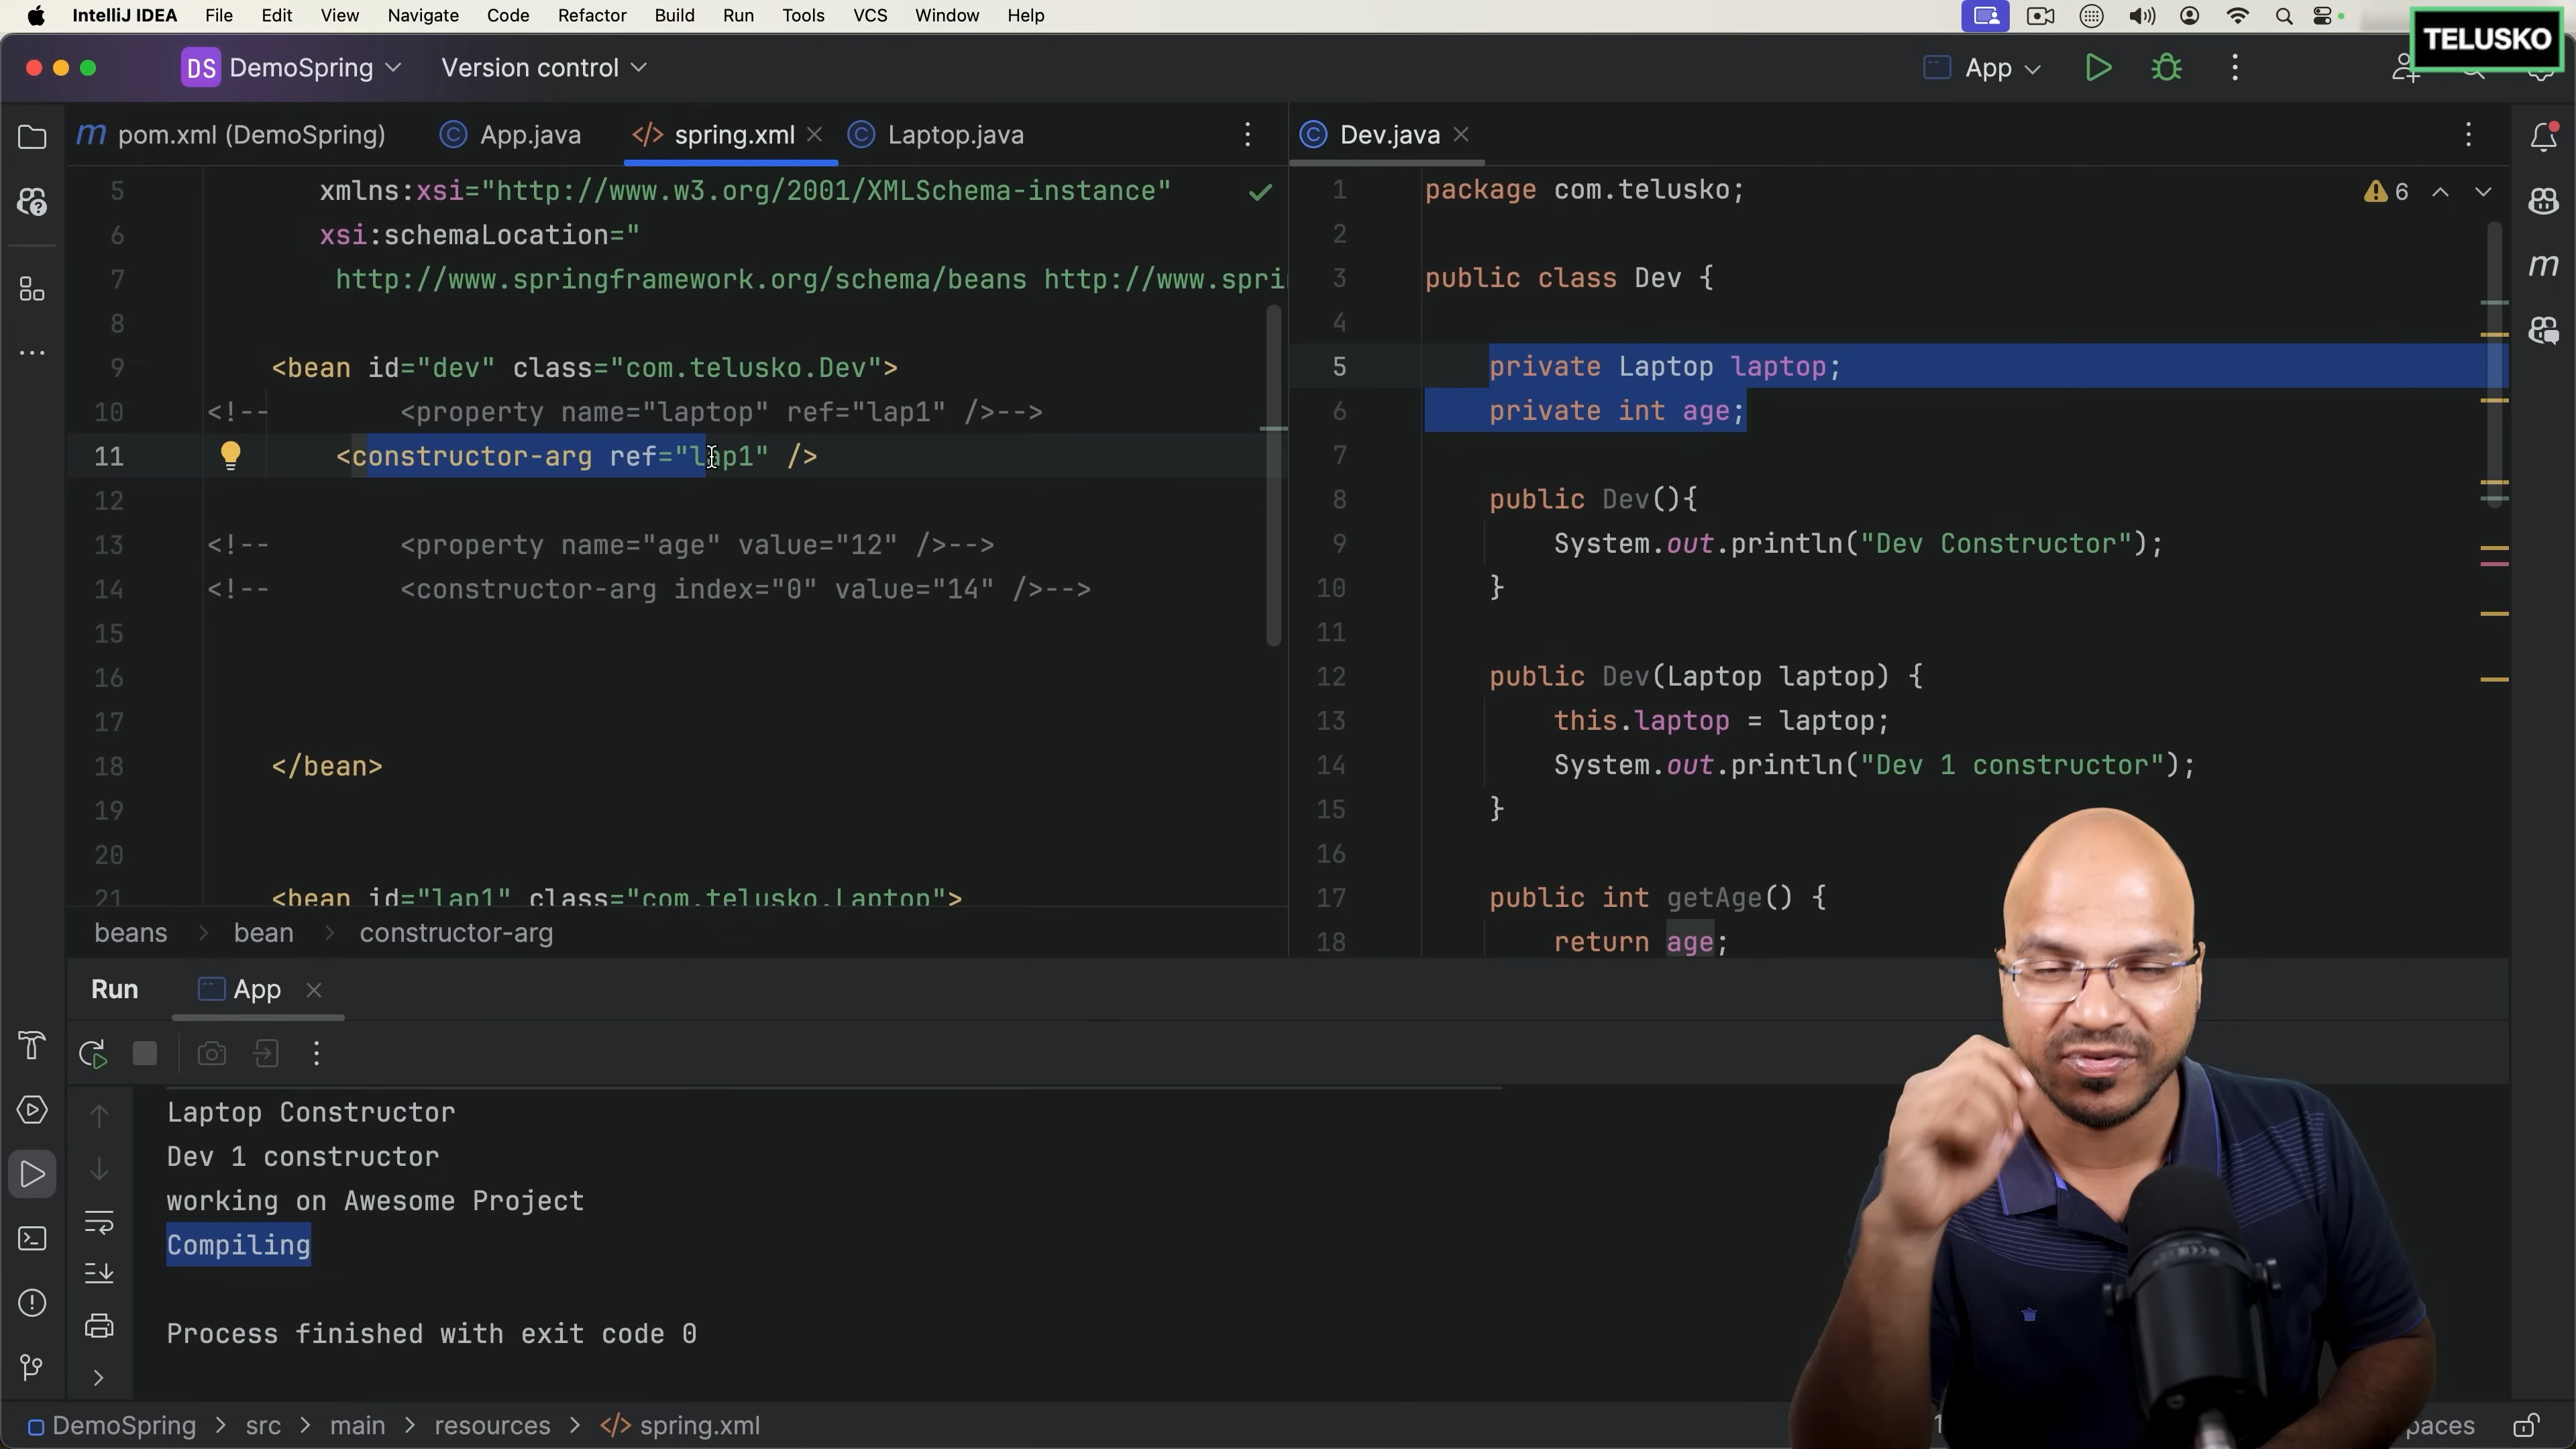 IntelliJ IDEA File Edit View Navigate Code Refactor Build Run Tools VCS Window Help
TELUSKO
DS DemoSpring Version control App
m pom.xml (DemoSpring) App.java </> spring.xml Laptop.java
5 xmlns:xsi="http://www.w3.org/2001/XMLSchema-instance"
6 xsi:schemaLocation="
7 http://www.springframework.org/schema/beans http://www.spri
8
9 <bean id="dev" class="com.telusko.Dev">
10 <!-- <property name="laptop" ref="lap1" />-->
11 <constructor-arg ref="lap1" />
12
13 <!-- <property name="age" value="12" />-->
14 <!-- <constructor-arg index="0" value="14" />-->
15
16
17
18 </bean>
19
20
21 <bean id="lap1" class="com.telusko.Laptop">
beans > bean > constructor-arg
Dev.java
1 package com.telusko; 6
2
3 public class Dev {
4
5 private Laptop laptop;
6 private int age;
7
8 public Dev(){
9 System.out.println("Dev Constructor");
10 }
11
12 public Dev(Laptop laptop) {
13 this.laptop = laptop;
14 System.out.println("Dev 1 constructor");
15 }
16
17 public int getAge() {
18 return age;
m
Run App
Laptop Constructor
Dev 1 constructor
working on Awesome Project
Compiling
Process finished with exit code 0
DemoSpring > src > main > resources > </> spring.xml